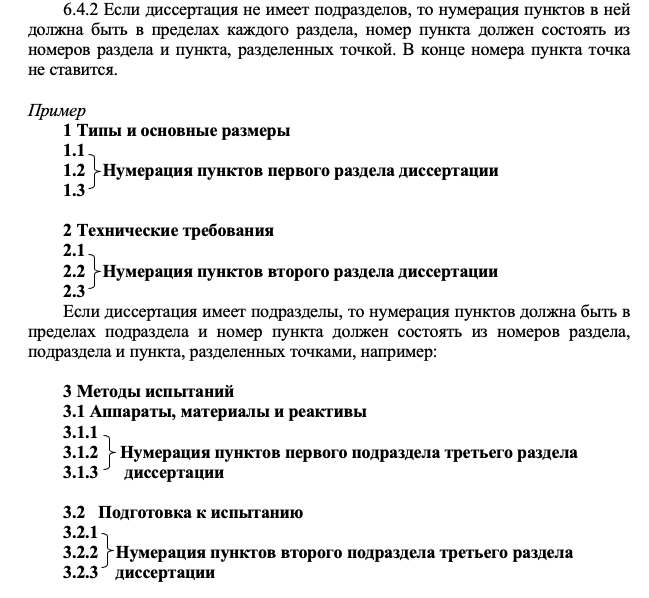 6.4.2 Если диссертация не имеет подразделов, то нумерация пунктов в ней
должна быть в пределах каждого раздела, номер пункта должен состоять из
номеров раздела и пункта, разделенных точкой. В конце номера пункта точка
не ставится.
Пример
1 Типы и основные размеры
1.1
1.2 Нумерация пунктов первого раздела диссертации
1.3
2 Технические требования
2.1
2.2 Нумерация пунктов второго раздела диссертации
2.3
Если диссертация имеет подразделы, то нумерация пунктов должна быть в
пределах подраздела и номер пункта должен состоять из номеров раздела,
подраздела и пункта, разделенных точками, например:
3 Методы испытаний
3.1 Аппараты, материалы и реактивы
3.1.1
3.1.2 Нумерация пунктов первого подраздела третьего раздела
3.1.3 диссертации
3.2 Подготовка к испытанию
3.2.1
3.2.2 Нумерация пунктов второго подраздела третьего раздела
3.2.3 диссертации